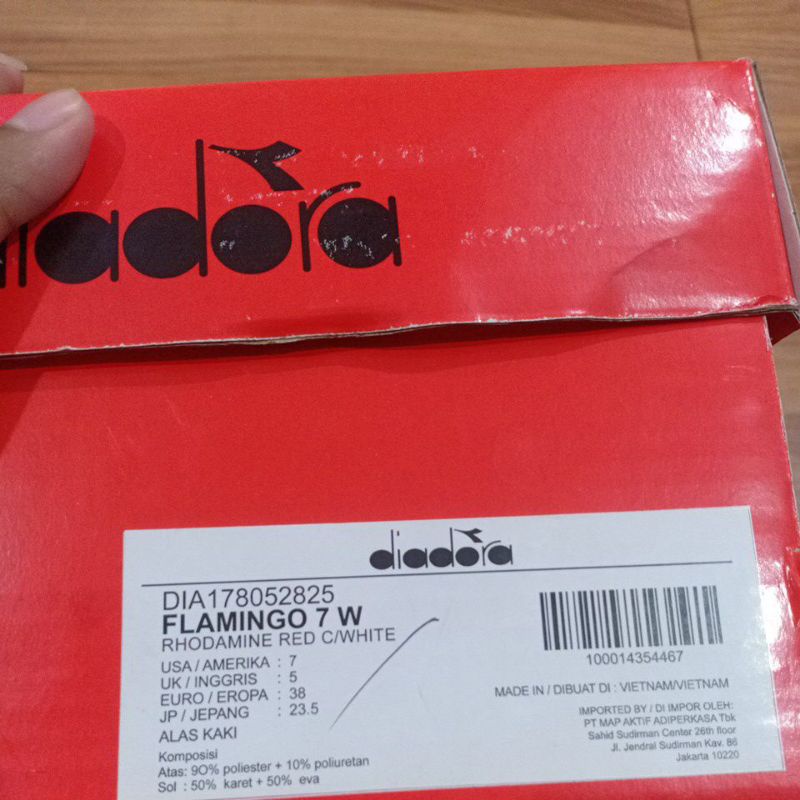 diadora
diadora
DIA178052825
FLAMINGO 7 W
RHODAMINE RED C/WHITE
USA / AMERIKA : 7
UK / INGGRIS : 5
EURO / EROPA : 38
JP / JEPANG : 23.5
ALAS KAKI
Komposisi
Atas: 9O% poliester + 10% poliuretan
Sol : 50% karet + 50% eva
100014354467
MADE IN / DIBUAT DI : VIETNAM/VIETNAM
IMPORTED BY / DI IMPOR OLEH:
PT MAP AKTIF ADIPERKASA Tbk
Sahid Sudirman Center 26th floor
Jl. Jendral Sudirman Kav. 86
Jakarta 10220